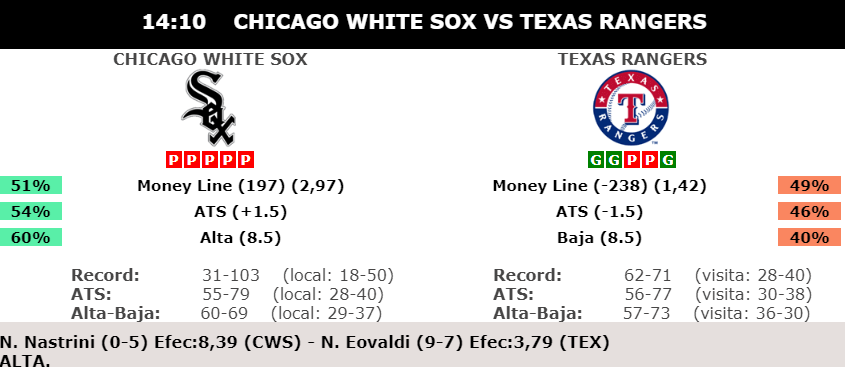 14:10 CHICAGO WHITE SOX VS TEXAS RANGERS
CHICAGO WHITE SOX TEXAS RANGERS
Sox TEXAS T RANGERS
P P P P P G G P P G
51% Money Line (197) (2,97) Money Line (-238) (1,42) 49%
54% ATS (+1.5) ATS (-1.5) 46%
60% Alta (8.5) Baja (8.5) 40%
Record: 31-103 (local: 18-50) Record: 62-71 (visita: 28-40)
ATS: 55-79 (local: 28-40) ATS: 56-77 (visita: 30-38)
Alta-Baja: 60-69 (local: 29-37) Alta-Baja: 57-73 (visita: 36-30)
N. Nastrini (0-5) Efec:8,39 (CWS) - N. Eovaldi (9-7) Efec:3,79 (TEX)
ALTA.